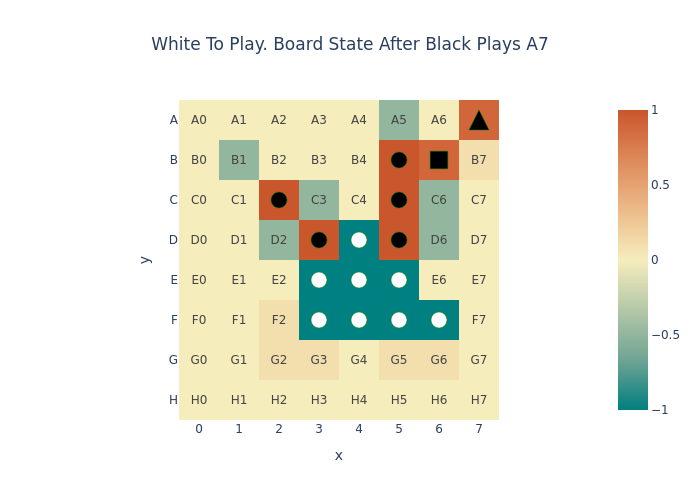 White To Play. Board State After Black Plays A7
A A0 A1 A2 A3 A4 A5 A6
B B0 B1 B2 B3 B4 B7
C C0 C1 C3 C4 C6 C7
D D0 D1 D2 D6 D7
E E0 E1 E2 E6 E7
F F0 F1 F2 F7
G G0 G1 G2 G3 G4 G5 G6 G7
H H0 H1 H2 H3 H4 H5 H6 H7
0 1 2 3 4 5 6 7
x
y
1
0.5
0
−0.5
−1